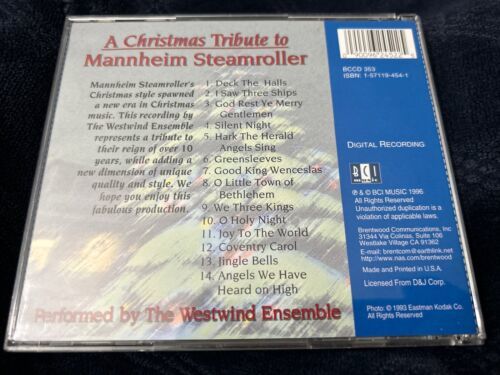 A Christmas Tribute to
Mannheim Steamroller
Mannheim Steamroller's
Christmas style spawned
a new era in Christmas
music. This recording by
The Westwind Ensemble
represents a tribute to
their reign of over 10
years, while adding a
new dimension of unique
quality and style. We
hope you enjoy this
fabulous production.
1. Deck The Halls
2. I Saw Three Ships
3. God Rest Ye Merry
Gentlemen
4. Silent Night
5. Hark The Herald
Angels Sing
6. Greensleeves
7. Good King Wenceslas
8. O Little Town of
Bethlehem
9. We Three Kings
10. O Holy Night
11. Joy To The World
12. Coventry Carol
13. Jingle Bells
14. Angels We Have
Heard on High
Performed by The Westwind Ensemble
BCCD 353
ISBN: 1-57119-454-1
DIGITAL RECORDING
BCI
MUSIC
℗ & © BCI MUSIC 1996
All Rights Reserved
Unauthorized duplication is a
violation of applicable laws.
Brentwood Communications, Inc
31344 Via Colinas, Suite 106
Westlake Village CA 91362
E-mail: brentcom@earthlink.net
http://www.nas.com/brentwood
Made and Printed in U.S.A.
Licensed From D&J Corp.
Photo: © 1993 Eastman Kodak Co.
All Rights Reserved